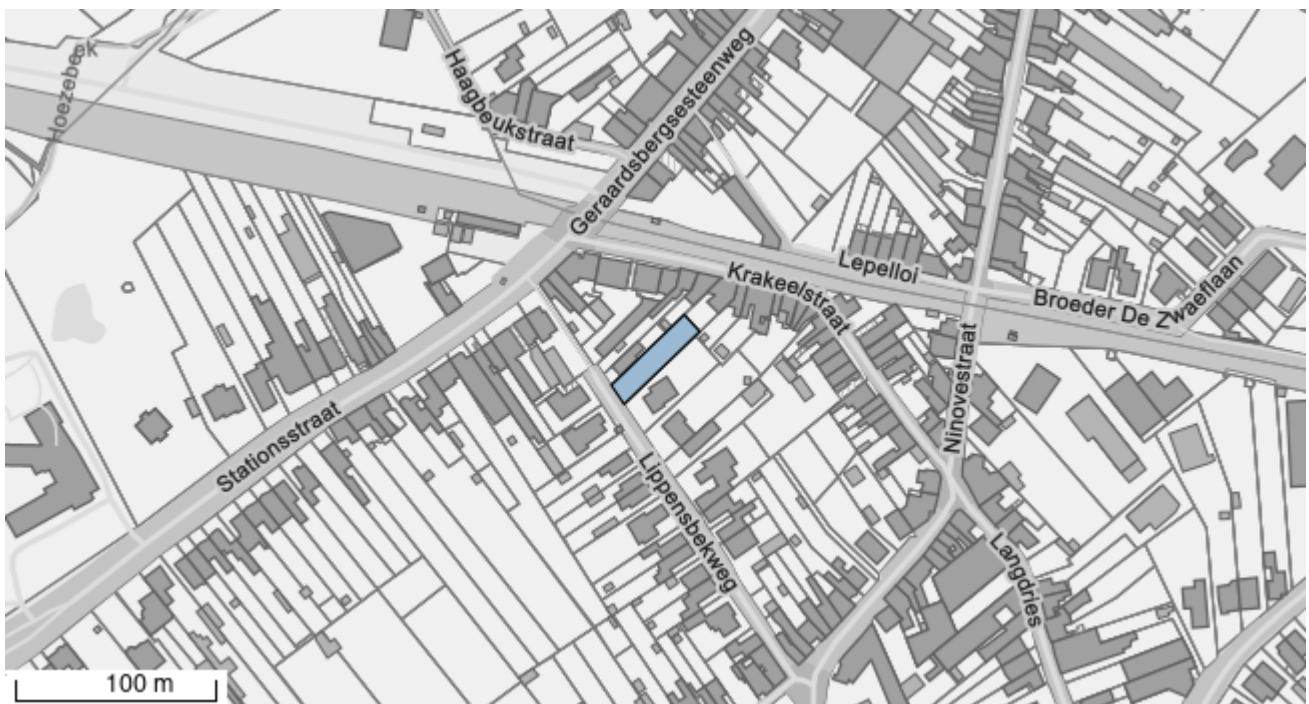 Hoezebeek
Haagbeukstraat
Geraardsbergsesteenweg
Lepelloi
Krakeelstraat
Broeder De Zwaeflaan
Ninovestraat
Stationsstraat
Lippensbekweg
Langdries
100 m